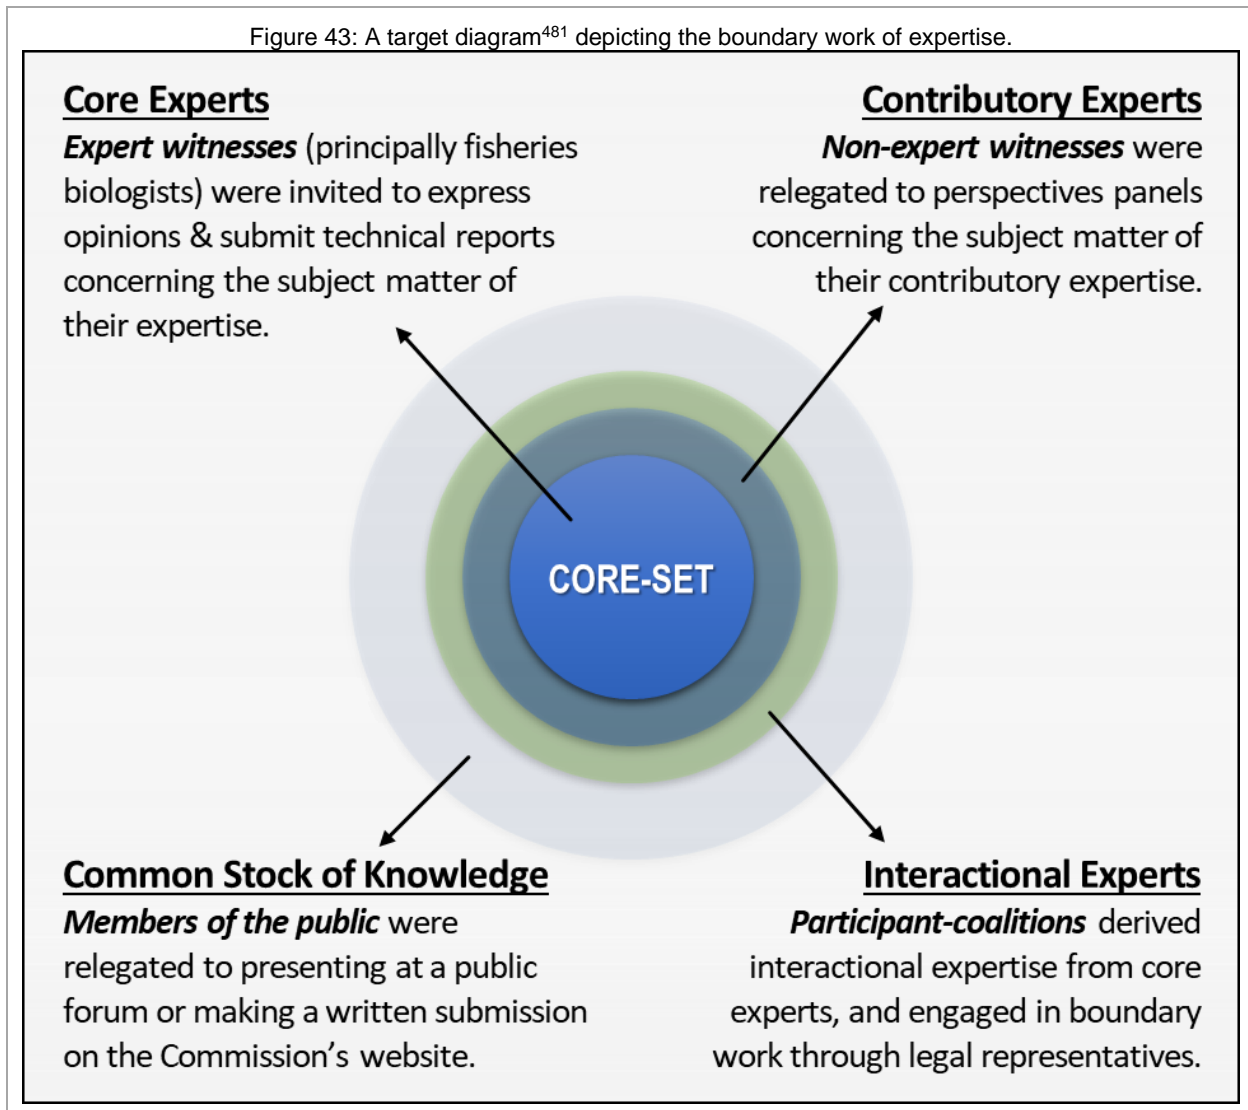 Figure 43: A target diagram481 depicting the boundary work of expertise.
Core Experts
Expert witnesses (principally fisheries
biologists) were invited to express
opinions & submit technical reports
concerning the subject matter of
their expertise.
Contributory Experts
Non-expert witnesses were
relegated to perspectives panels
concerning the subject matter of
their contributory expertise.
CORE-SET
Common Stock of Knowledge
Members of the public were
relegated to presenting at a public
forum or making a written submission
on the Commission's website.
Interactional Experts
Participant-coalitions derived
interactional expertise from core
experts, and engaged in boundary
work through legal representatives.